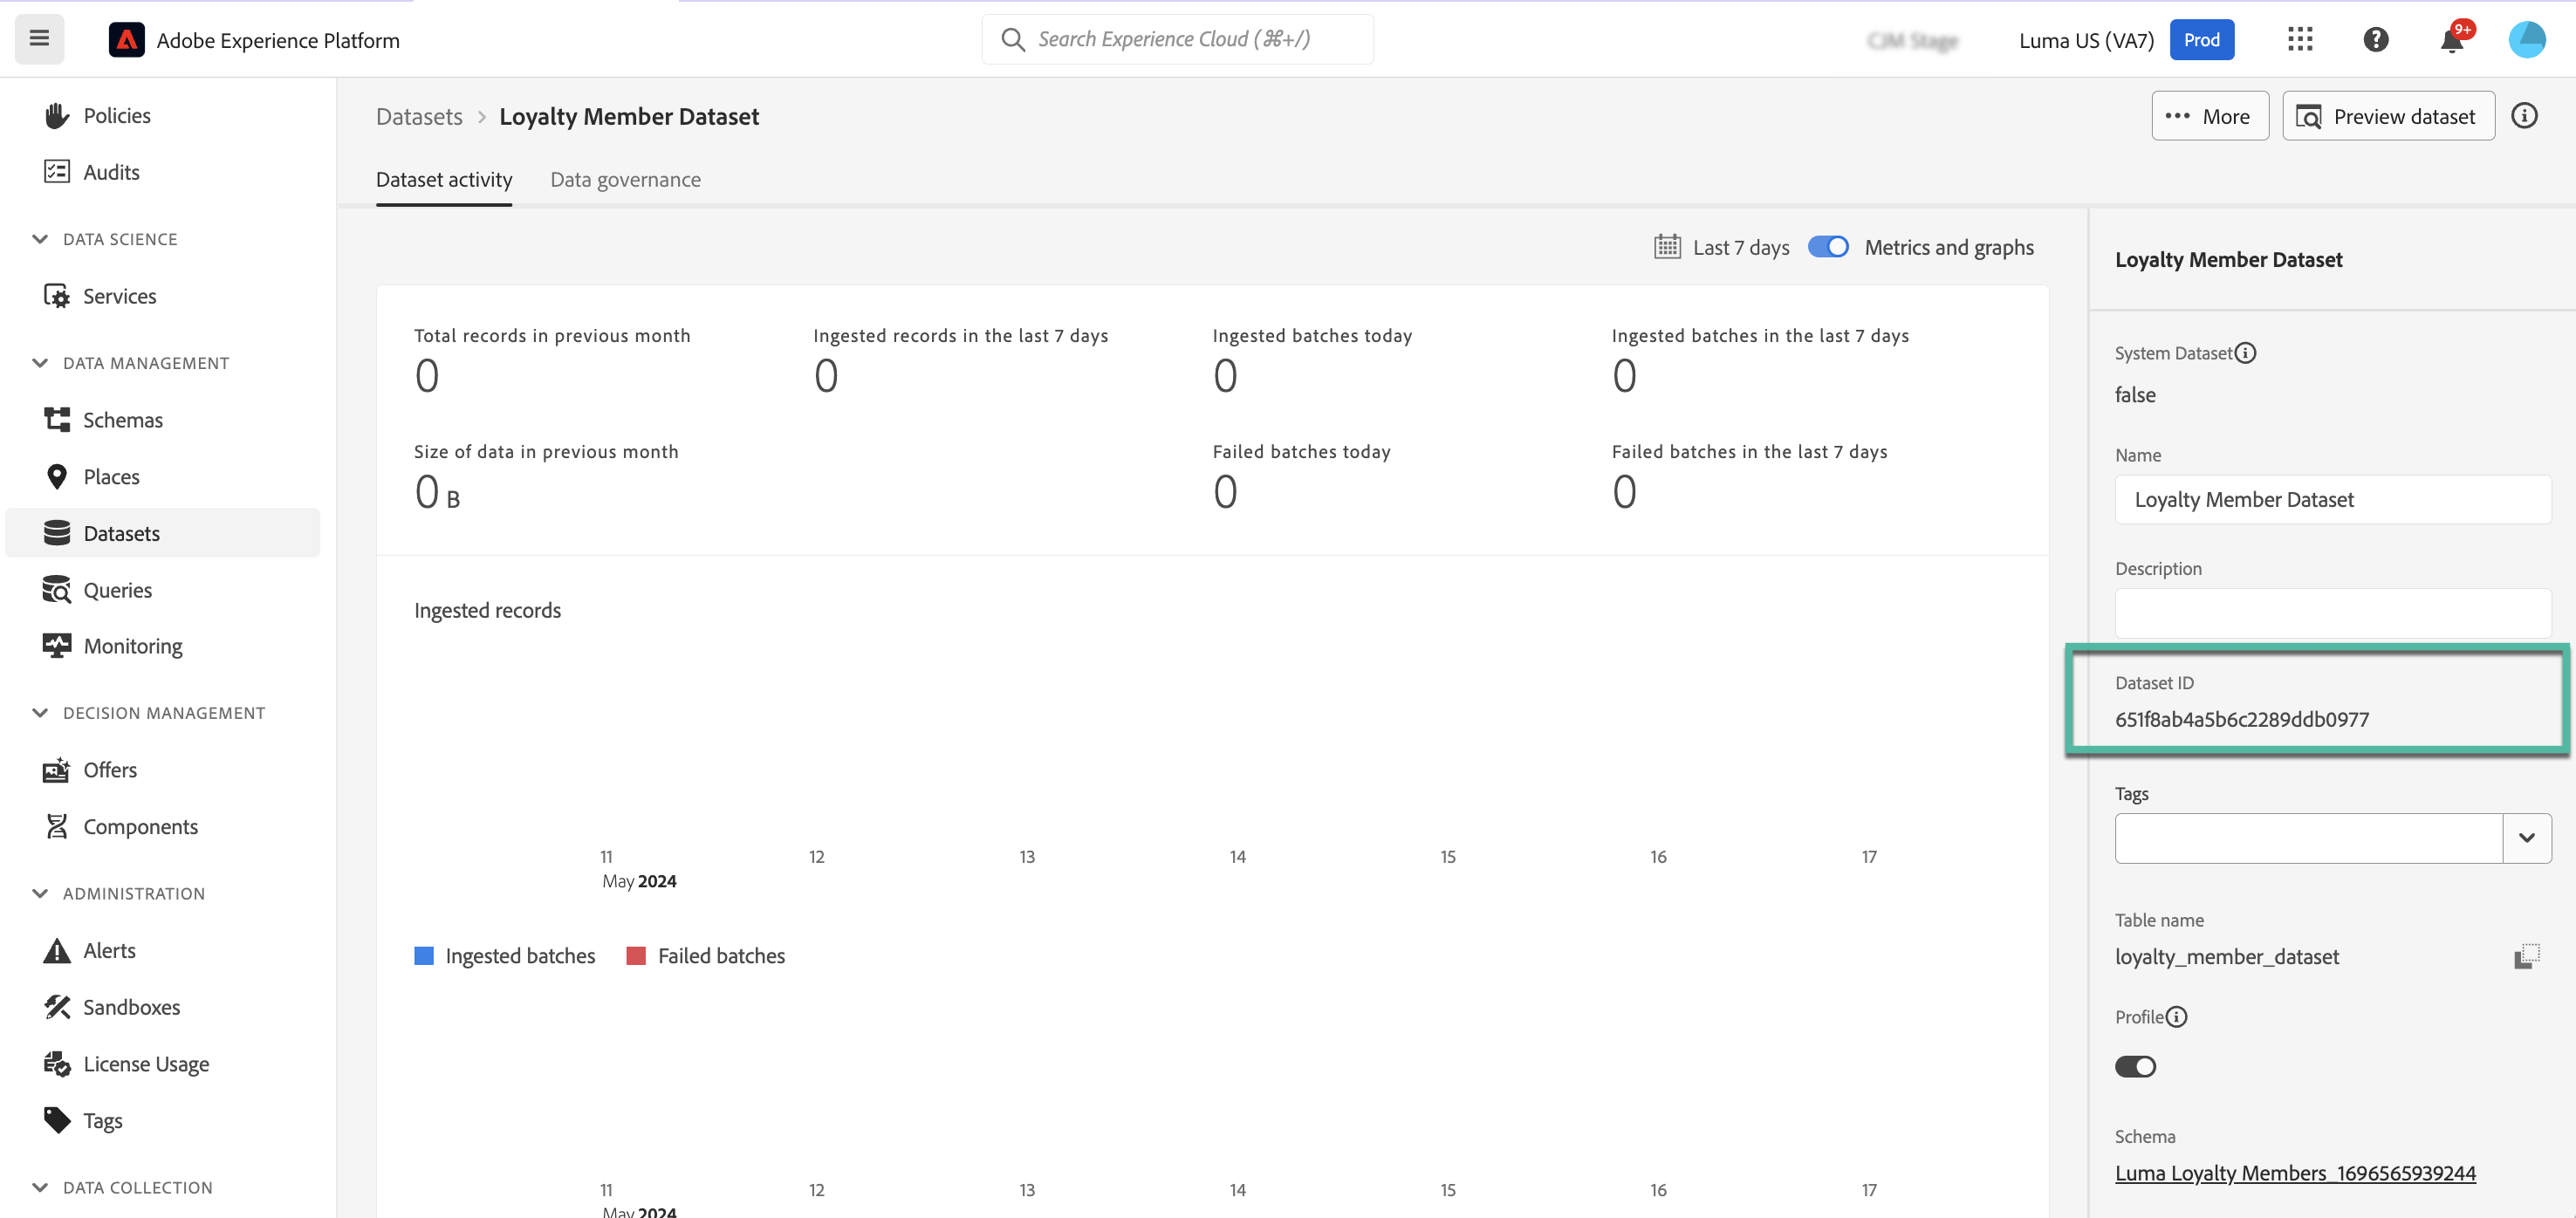 Adobe Experience Platform
Search Experience Cloud (⌘+/)
CJM Stage
Luma US (VA7)
Prod
9+
Policies
Audits
DATA SCIENCE
Services
DATA MANAGEMENT
Schemas
Places
Datasets
Queries
Monitoring
DECISION MANAGEMENT
Offers
Components
ADMINISTRATION
Alerts
Sandboxes
License Usage
Tags
DATA COLLECTION
Datasets > Loyalty Member Dataset
More
Preview dataset
Dataset activity
Data governance
Last 7 days
Metrics and graphs
Total records in previous month
0
Ingested records in the last 7 days
0
Ingested batches today
0
Ingested batches in the last 7 days
0
Size of data in previous month
0 B
Failed batches today
0
Failed batches in the last 7 days
0
Ingested records
11 12 13 14 15 16 17
May 2024
Ingested batches
Failed batches
11 12 13 14 15 16 17
May 2024
Loyalty Member Dataset
System Dataset
false
Name
Loyalty Member Dataset
Description
Dataset ID
651f8ab4a5b6c2289ddb0977
Tags
Table name
loyalty_member_dataset
Profile
Schema
Luma Loyalty Members_1696565939244